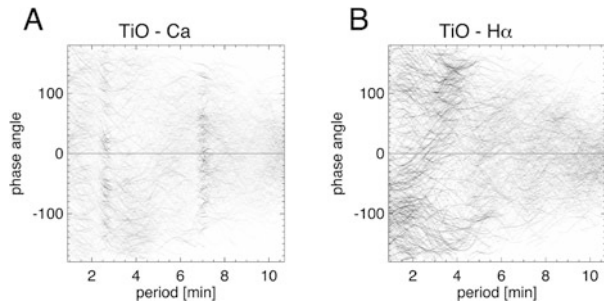 A
TiO - Ca
phase angle
100
0
-100
2 4 6 8 10
period [min]
B
TiO - Hα
phase angle
100
0
-100
2 4 6 8 10
period [min]